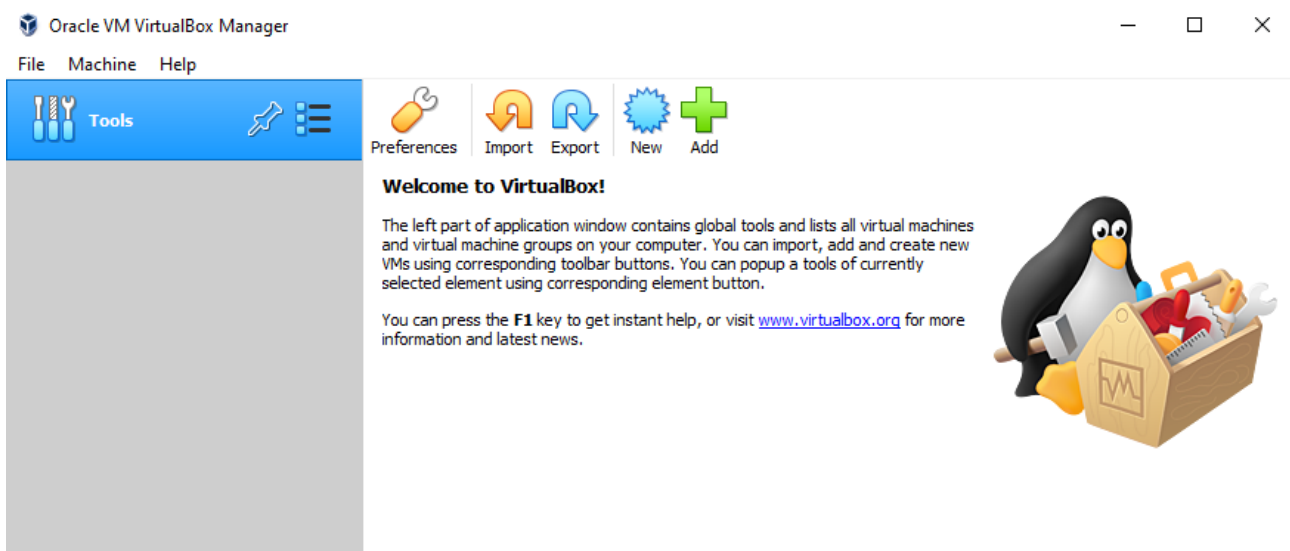 Oracle VM VirtualBox Manager
File Machine Help
Tools
Preferences Import Export New Add
Welcome to VirtualBox!
The left part of application window contains global tools and lists all virtual machines
and virtual machine groups on your computer. You can import, add and create new
VMs using corresponding toolbar buttons. You can popup a tools of currently
selected element using corresponding element button.
You can press the F1 key to get instant help, or visit www.virtualbox.org for more
information and latest news.